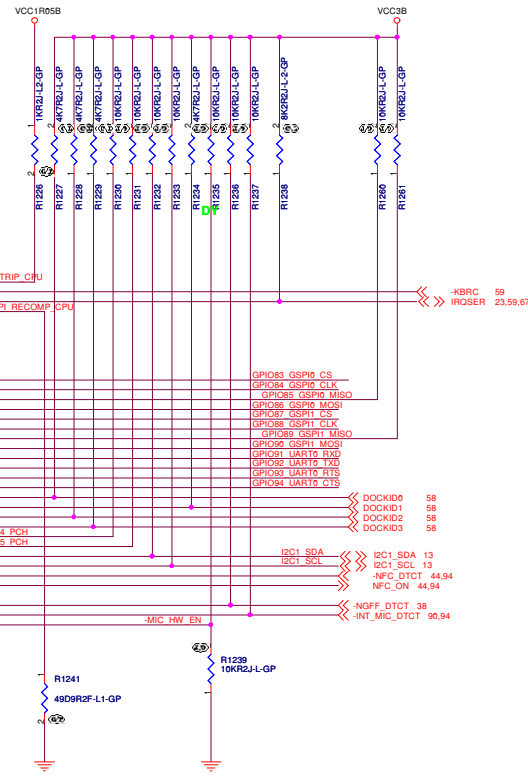 VCC1R05B
VCC3B
1KR2J-L2-GP
4K7R2J-L-GP
4K7R2J-L-GP
4K7R2J-L-GP
10KR2J-L-GP
10KR2J-L-GP
10KR2J-L-GP
10KR2J-L-GP
4K7R2J-L-GP
10KR2J-L-GP
10KR2J-L-GP
10KR2J-L-GP
8K2R2J-L-2-GP
10KR2J-L-GP
10KR2J-L-GP
R1226
R1227
R1228
R1229
R1230
R1231
R1232
R1233
R1234
R1235
R1236
R1237
R1238
R1260
R1261
DY
TRIP_CPU
-KBRC 59
IRQSER 23,59,67
PI_RECOMP_CPU
GPIO83_GSPI0_CS
GPIO84_GSPI0_CLK
GPIO85_GSPI0_MISO
GPIO86_GSPI0_MOSI
GPIO87_GSPI1_CS
GPIO88_GSPI1_CLK
GPIO89_GSPI1_MISO
GPIO90_GSPI1_MOSI
GPIO91_UART0_RXD
GPIO92_UART0_TXD
GPIO93_UART0_RTS
GPIO94_UART0_CTS
DOCKID0 58
DOCKID1 58
DOCKID2 58
DOCKID3 58
4_PCH
5_PCH
I2C1_SDA I2C1_SDA 13
I2C1_SCL I2C1_SCL 13
-NFC_DTCT 44,94
NFC_ON 44,94
-NGFF_DTCT 38
-INT_MIC_DTCT 90,94
-MIC_HW_EN
R1239
10KR2J-L-GP
R1241
49D9R2F-L1-GP